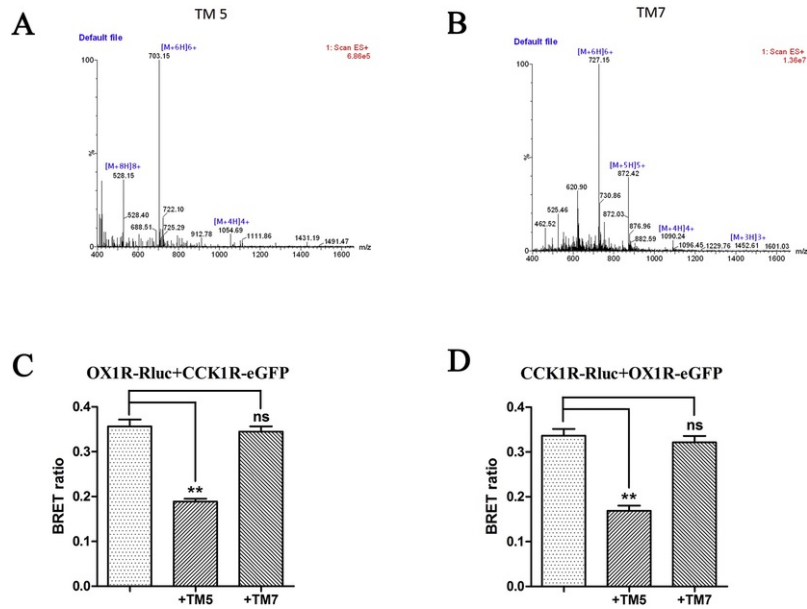 A
TM 5
Default file
1: Scan ES+
6.86e5
[M+6H]6+
703.15
100
%
[M+8H]8+
528.15
528.40
688.51
722.10
725.29
912.78
[M+4H]4+
1054.69
1111.86
1431.19
1491.47
0
m/z
400 600 800 1000 1200 1400 1600
B
TM7
Default file
1: Scan ES+
1.36e7
[M+6H]6+
727.15
100
%
[M+5H]5+
872.42
620.90
730.86
525.46
462.52
872.03
876.96
882.59
[M+4H]4+
1090.24
1096.45
1229.76
[M+3H]3+
1452.61
1601.03
0
m/z
400 600 800 1000 1200 1400 1600
C
OX1R-Rluc+CCK1R-eGFP
BRET ratio
0.4
0.3
0.2
0.1
0.0
**
ns
- +TM5 +TM7
D
CCK1R-Rluc+OX1R-eGFP
BRET ratio
0.4
0.3
0.2
0.1
0.0
**
ns
- +TM5 +TM7